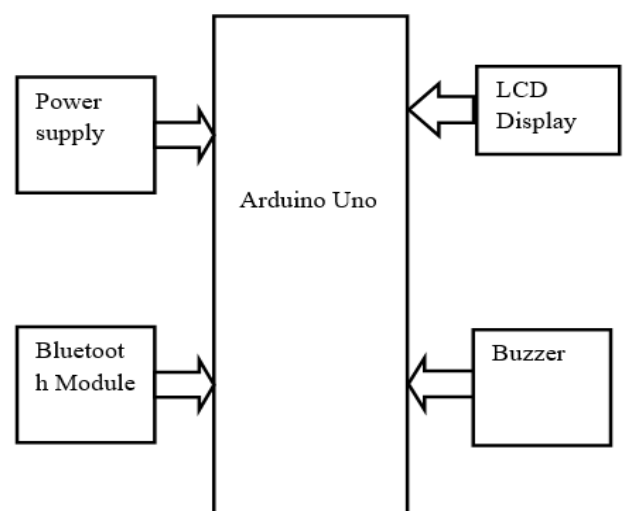 Power
supply
LCD
Display
Arduino Uno
Bluetoot
h Module
Buzzer